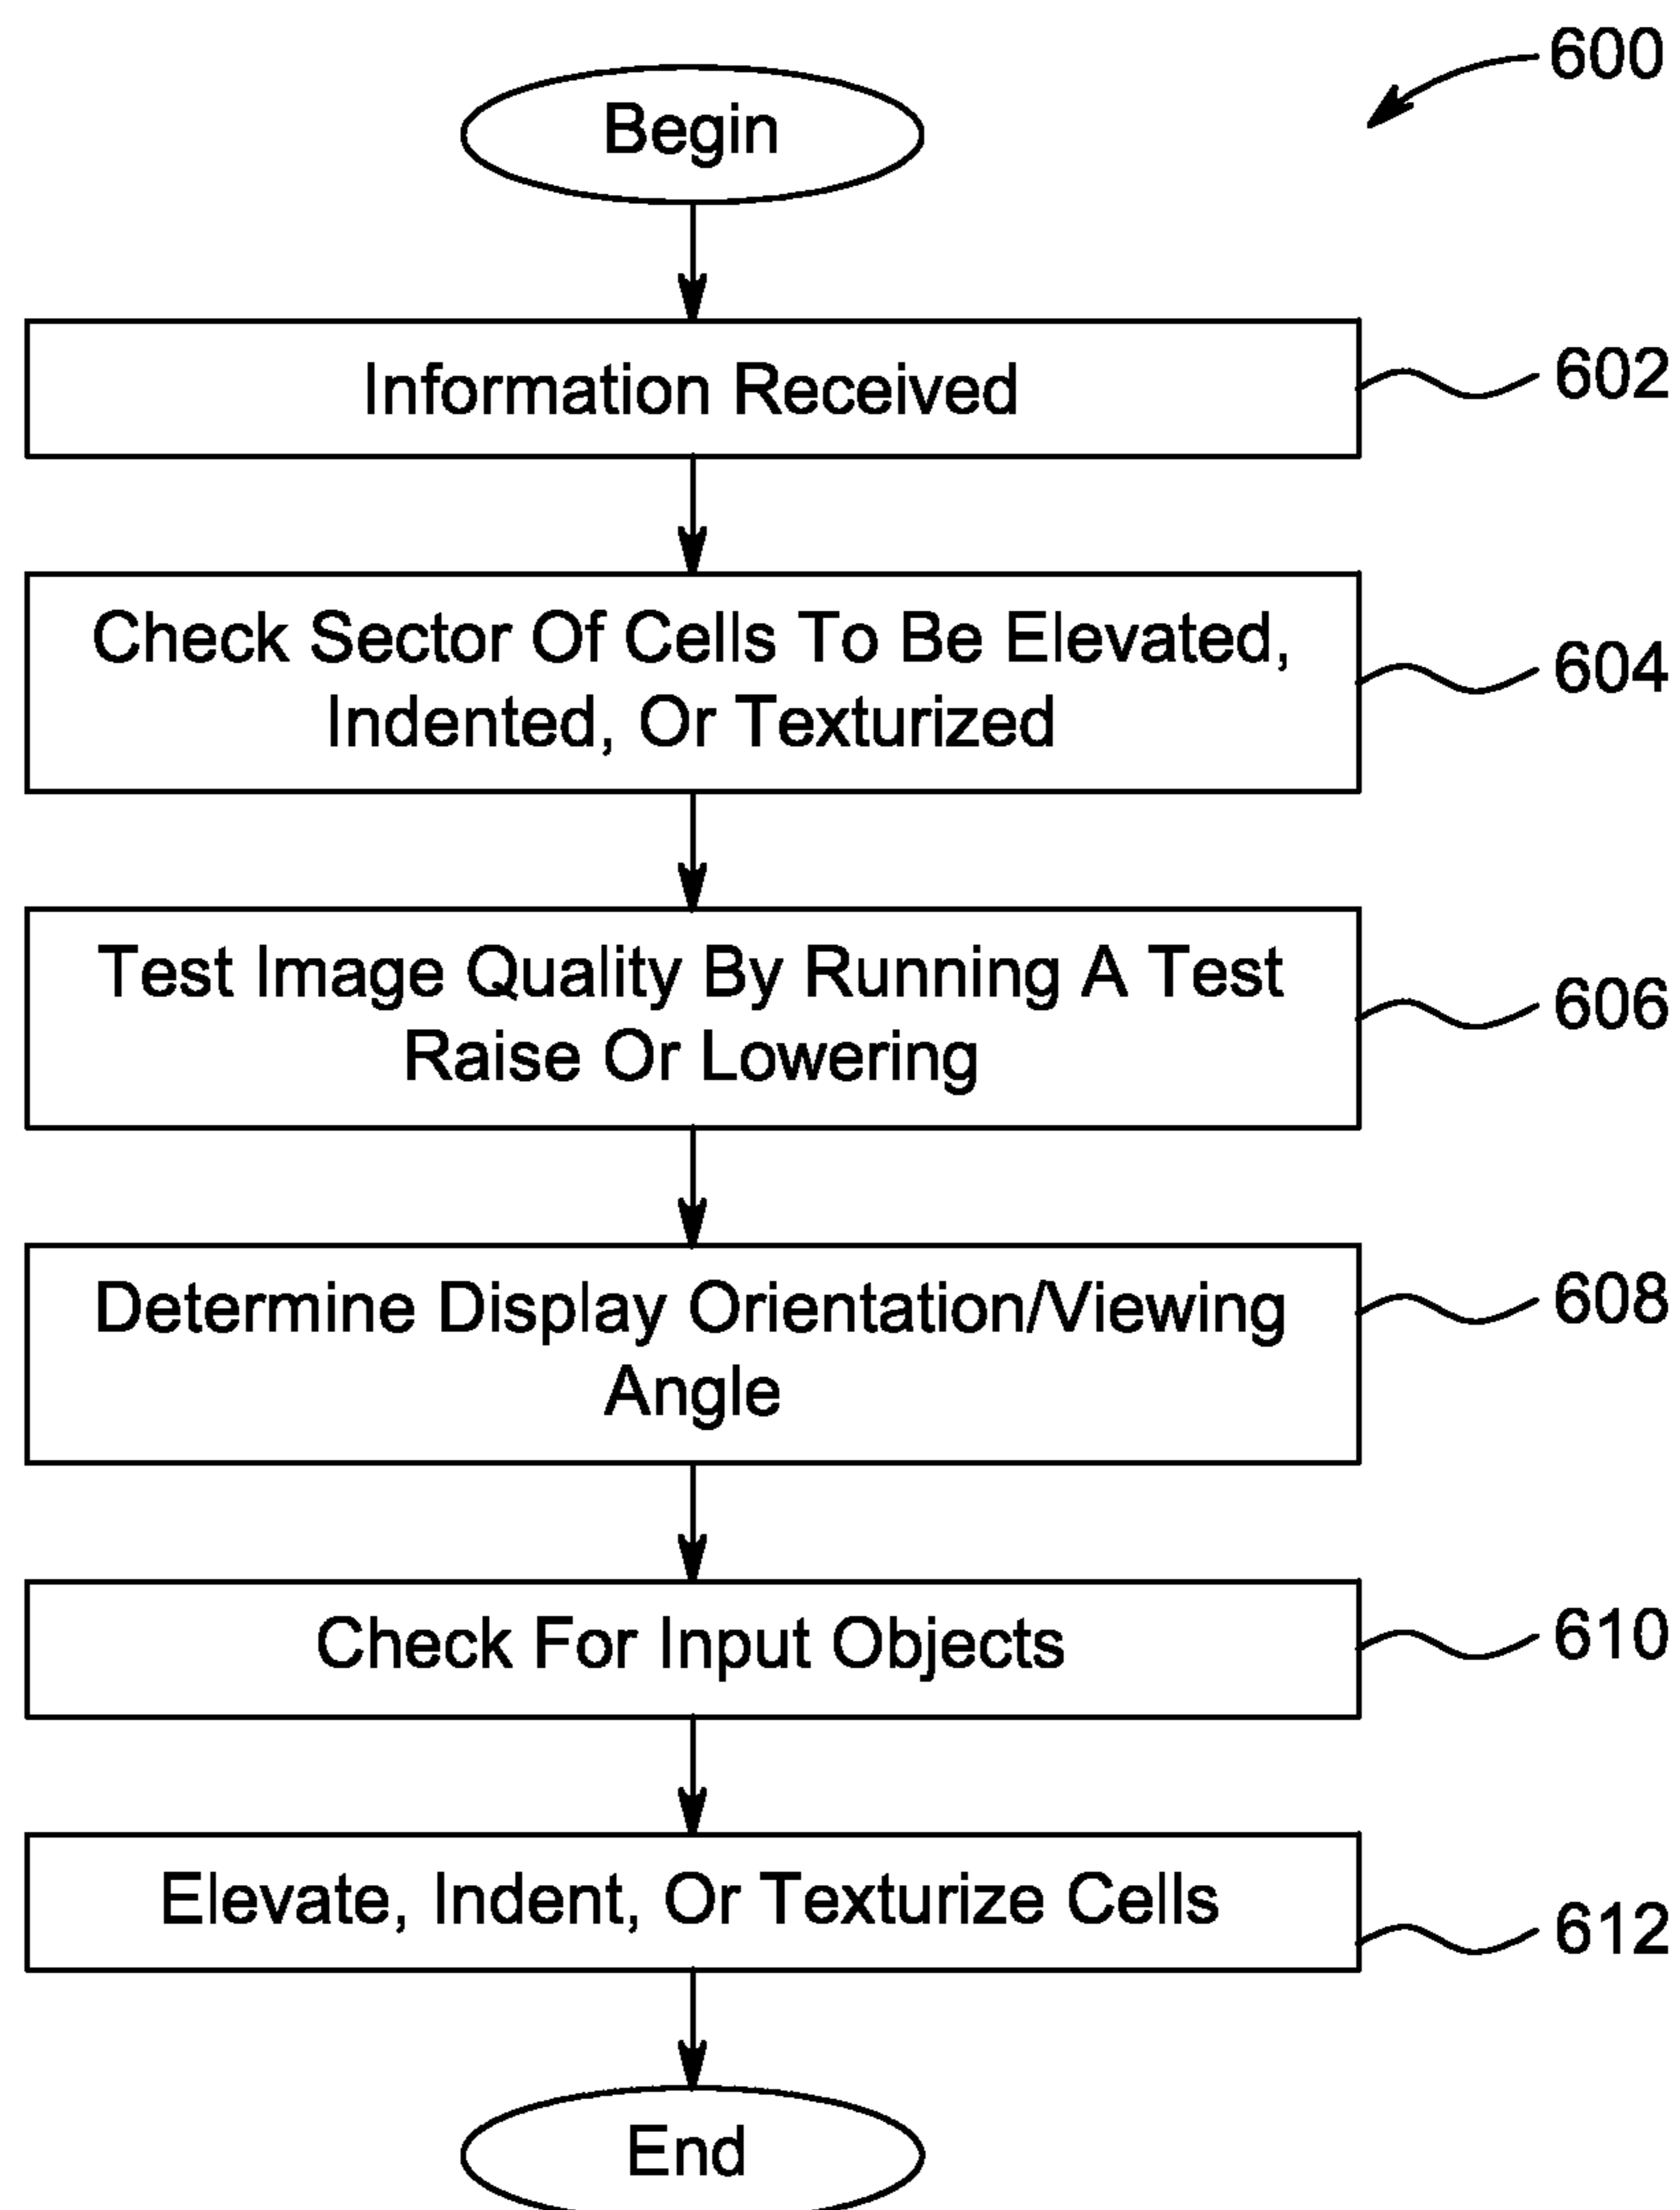 600
Begin
Information Received
602
Check Sector Of Cells To Be Elevated,
Indented, Or Texturized
604
Test Image Quality By Running A Test
Raise Or Lowering
606
Determine Display Orientation/Viewing
Angle
608
Check For Input Objects
610
Elevate, Indent, Or Texturize Cells
612
End